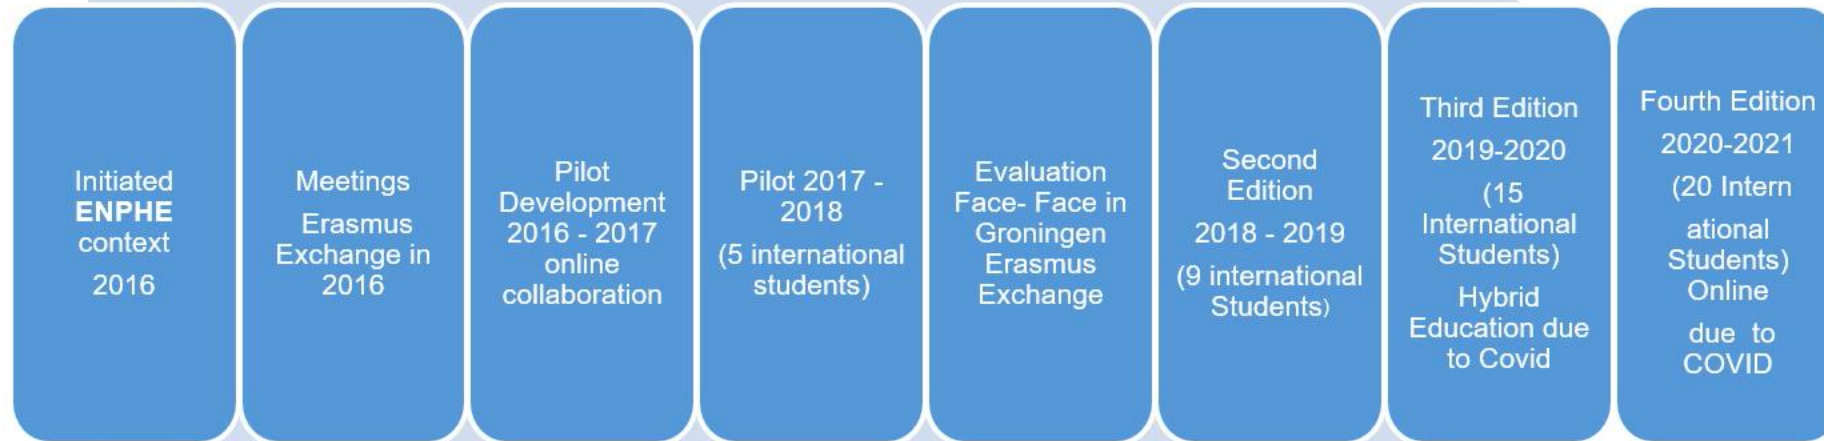 Initiated
ENPHE
context
2016
Meetings
Erasmus
Exchange in
2016
Pilot
Development
2016 - 2017
online
collaboration
Pilot 2017 -
2018
(5 international
students)
Evaluation
Face- Face in
Groningen
Erasmus
Exchange
Second
Edition
2018 - 2019
(9 international
Students)
Third Edition
2019-2020
(15
International
Students)
Hybrid
Education due
to Covid
Fourth Edition
2020-2021
(20 Intern
ational
Students)
Online
due to
COVID